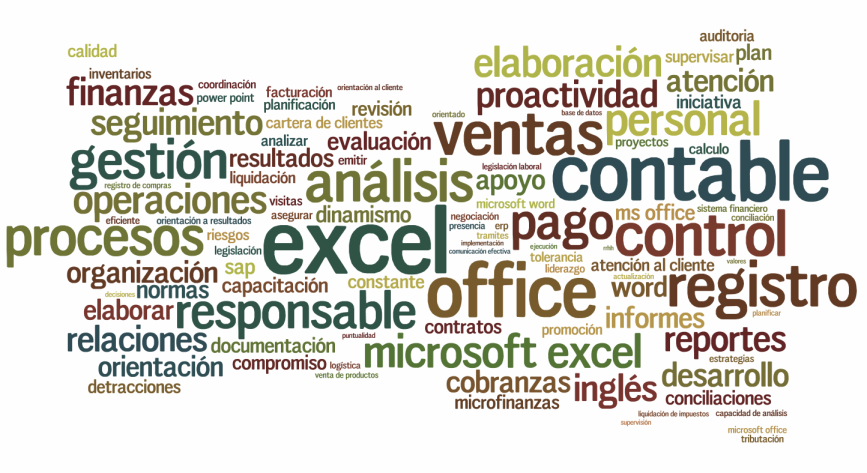 auditoria
calidad
elaboración
supervisar
plan
inventarios
finanzas
coordinación
power point
facturación
orientación al cliente
planificación
revisión
proactividad
atención
iniciativa
base de datos
seguimiento
cartera de clientes
orientado
ventas
personal
analizar
evaluación
proyectos
calculo
gestión
resultados
emitir
legislación laboral
contable
liquidación
análisis
apoyo
registro de compras
operaciones
visitas
microsoft word
ms office
sistema financiero
conciliación
eficiente
orientación a resultados
asegurar
dinamismo
excel
negociación
presencia
erp
pago
control
procesos
riesgos
tramites
implementación
legislación
comunicación efectiva
ejecución
tolerancia
liderazgo
atención al cliente
valores
organización
sap
capacitación
constante
office
actualización
word
registro
decisiones
normas
elaborar
responsable
contratos
promoción
informes
planificar
relaciones
documentación
puntualidad
microsoft excel
reportes
estrategias
orientación
compromiso
logística
venta de productos
detracciones
cobranzas
inglés
desarrollo
microfinanzas
conciliaciones
liquidación de impuestos
capacidad de análisis
supervisión
microsoft office
tributación